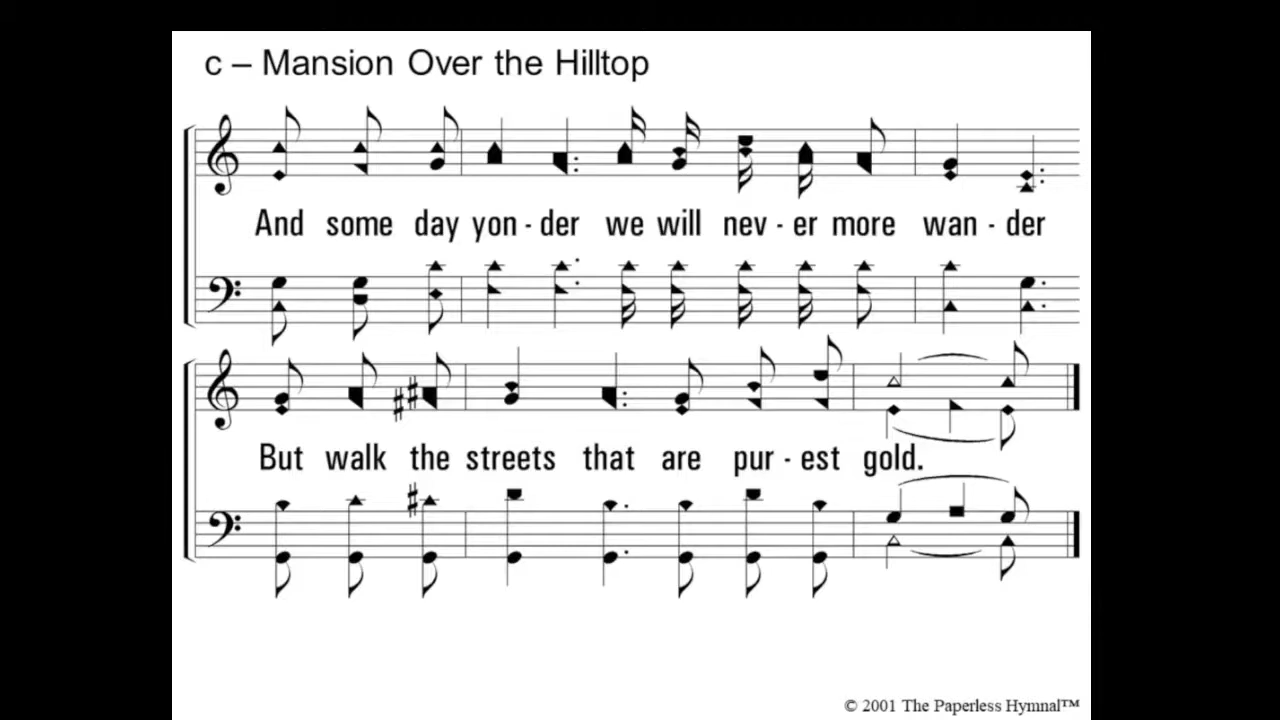 c – Mansion Over the Hilltop
And some day yon - der we will nev - er more wan - der
But walk the streets that are pur - est gold.
© 2001 The Paperless Hymnal™